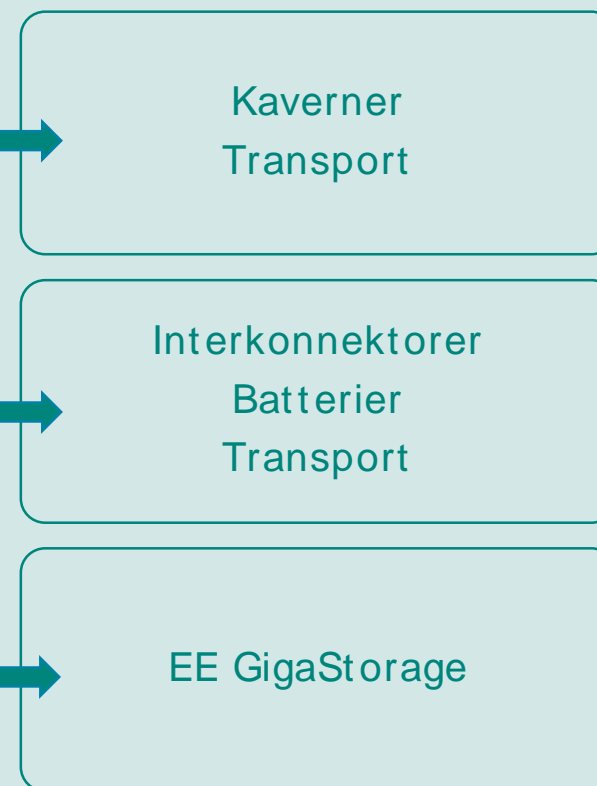 Kaverner
Transport
Interkonnektorer
Batterier
Transport
EE GigaStorage